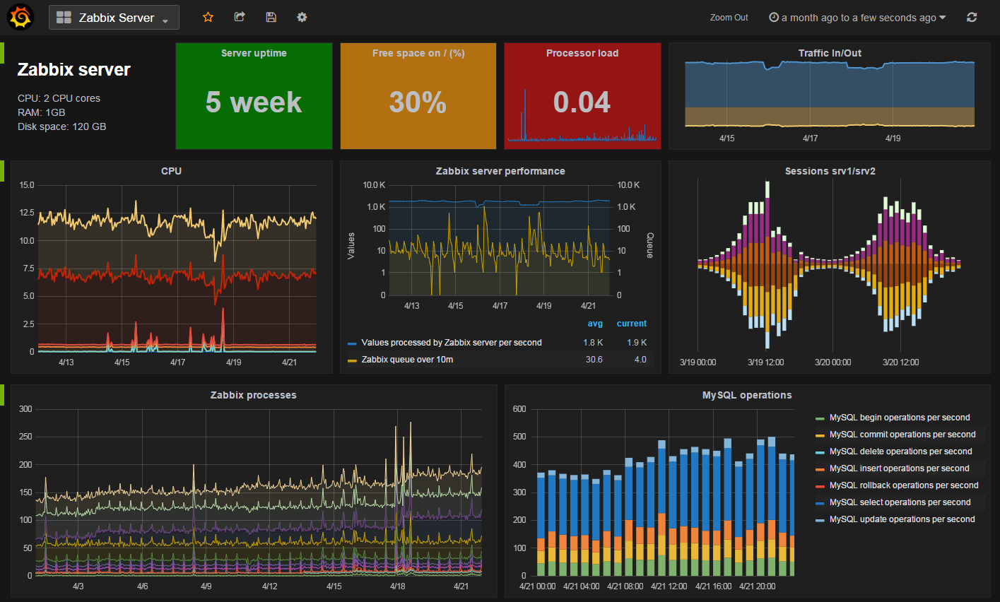 Zabbix Server
Zoom Out
a month ago to a few seconds ago
Zabbix server
CPU: 2 CPU cores
RAM: 1GB
Disk space: 120 GB
Server uptime
5 week
Free space on / (%)
30%
Processor load
0.04
Traffic In/Out
4/15 4/17 4/19
CPU
15.0
12.5
10.0
7.5
5.0
2.5
0
4/13 4/15 4/17 4/19 4/21
Zabbix server performance
10.0 K 10.0 K
1.0 K 1.0 K
100 100
10 10
1 1
0 0
Values
Queue
4/13 4/15 4/17 4/19 4/21
avg current
Values processed by Zabbix server per second 1.8 K 1.9 K
Zabbix queue over 10m 30.6 4.0
Sessions srv1/srv2
3/19 00:00 3/19 12:00 3/20 00:00 3/20 12:00
Zabbix processes
300
250
200
150
100
50
0
4/3 4/6 4/9 4/12 4/15 4/18 4/21
MySQL operations
600
500
400
300
200
100
0
4/21 00:00 4/21 04:00 4/21 08:00 4/21 12:00 4/21 16:00 4/21 20:00
MySQL begin operations per second
MySQL commit operations per second
MySQL delete operations per second
MySQL insert operations per second
MySQL rollback operations per second
MySQL select operations per second
MySQL update operations per second